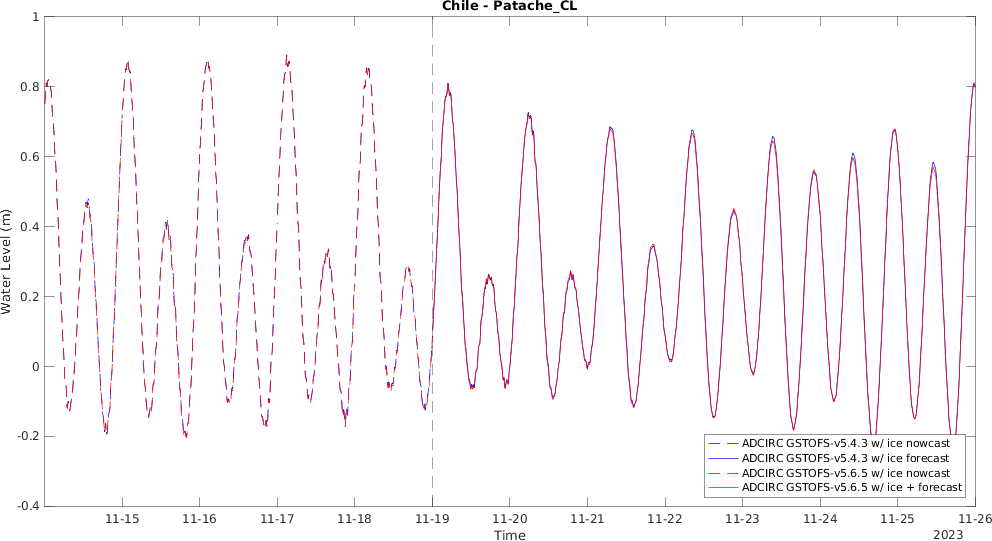 Chile - Patache_CL
1
0.8
0.6
0.4
0.2
0
-0.2
-0.4
Water Level (m)
ADCIRC GSTOFS-v5.4.3 w/ ice nowcast
ADCIRC GSTOFS-v5.4.3 w/ ice forecast
ADCIRC GSTOFS-v5.6.5 w/ ice nowcast
ADCIRC GSTOFS-v5.6.5 w/ ice + forecast
11-15 11-16 11-17 11-18 11-19 11-20 11-21 11-22 11-23 11-24 11-25 11-26
Time
2023